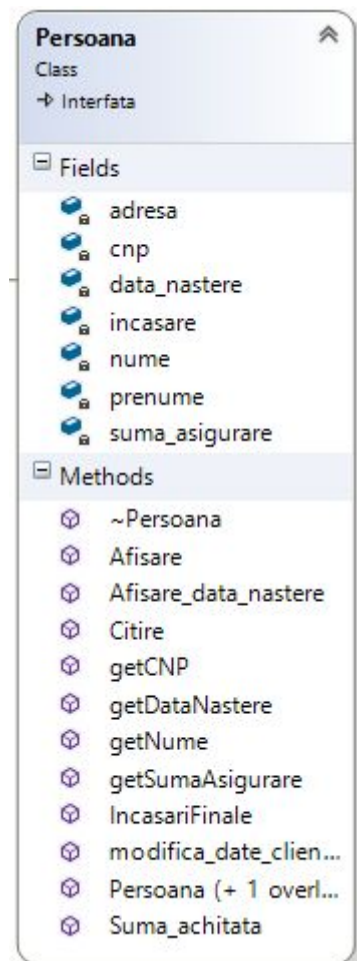 Persoana
Class
Interfata
Fields
adresa
cnp
data_nastere
incasare
nume
prenume
suma_asigurare
Methods
~Persoana
Afisare
Afisare_data_nastere
Citire
getCNP
getDataNastere
getNume
getSumaAsigurare
IncasariFinale
modifica_date_clien...
Persoana (+ 1 overl...
Suma_achitata